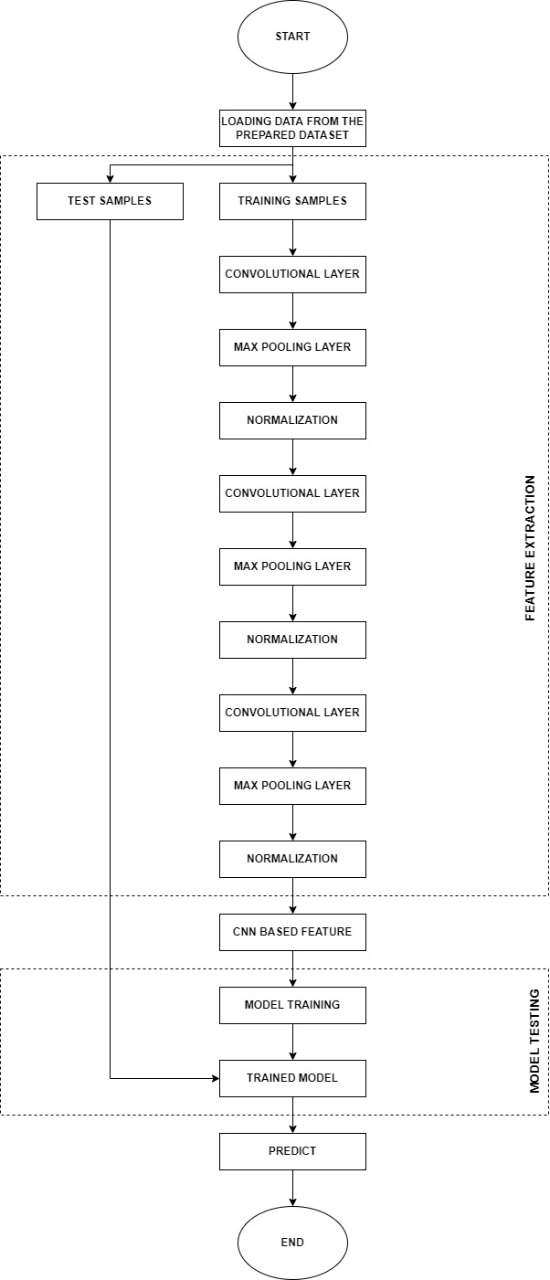 START
LOADING DATA FROM THE
PREPARED DATASET
TEST SAMPLES
TRAINING SAMPLES
CONVOLUTIONAL LAYER
MAX POOLING LAYER
NORMALIZATION
CONVOLUTIONAL LAYER
MAX POOLING LAYER
NORMALIZATION
CONVOLUTIONAL LAYER
MAX POOLING LAYER
NORMALIZATION
FEATURE EXTRACTION
CNN BASED FEATURE
MODEL TRAINING
TRAINED MODEL
MODEL TESTING
PREDICT
END